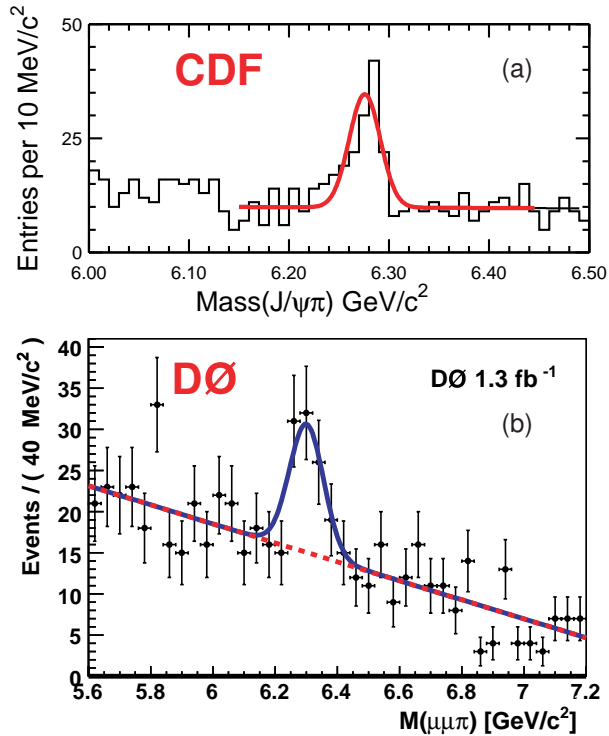 50
CDF
(a)
25
0
Entries per 10 MeV/c²
6.00 6.10 6.20 6.30 6.40 6.50
Mass(J/ψπ) GeV/c²
40
DØ
DØ 1.3 fb⁻¹
35
(b)
30
25
20
15
10
5
0
Events / ( 40 MeV/c²)
5.6 5.8 6 6.2 6.4 6.6 6.8 7 7.2
M(μμπ) [GeV/c²]